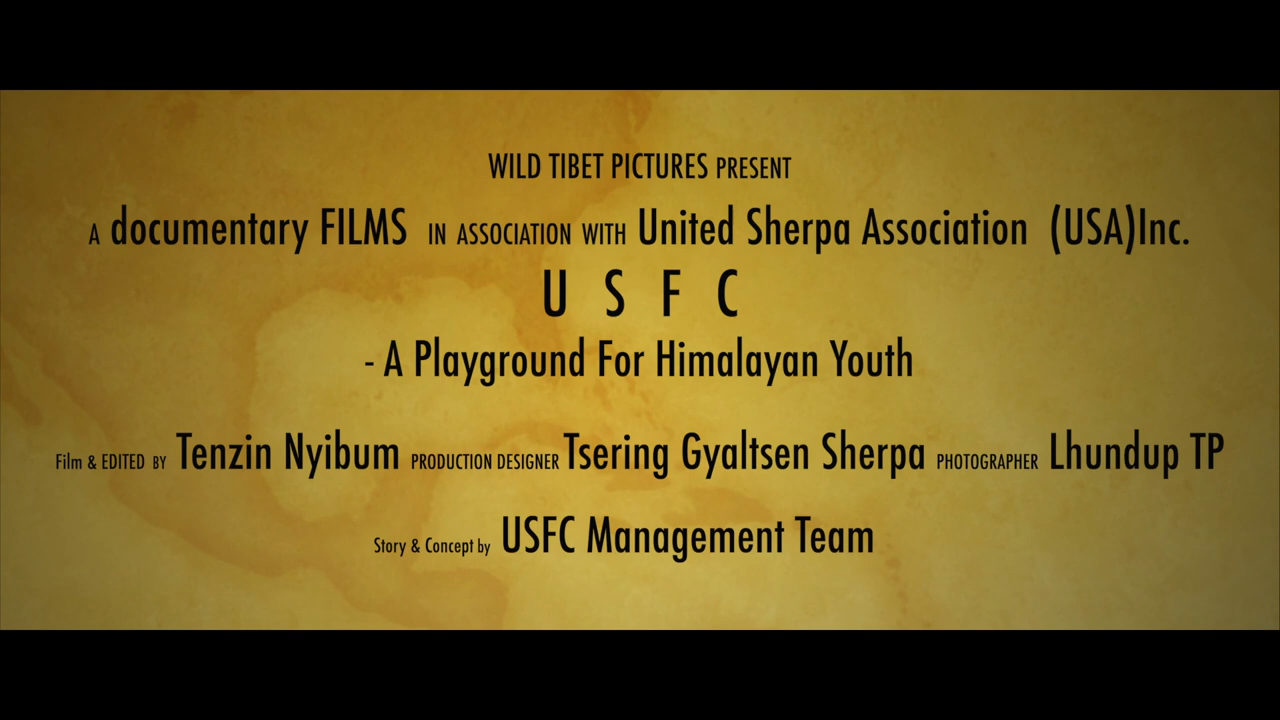 WILD TIBET PICTURES PRESENT
A documentary FILMS IN ASSOCIATION WITH United Sherpa Association (USA)Inc.
U S F C
- A Playground For Himalayan Youth
Film & EDITED BY Tenzin Nyibum PRODUCTION DESIGNER Tsering Gyaltsen Sherpa PHOTOGRAPHER Lhundup TP
Story & Concept by USFC Management Team